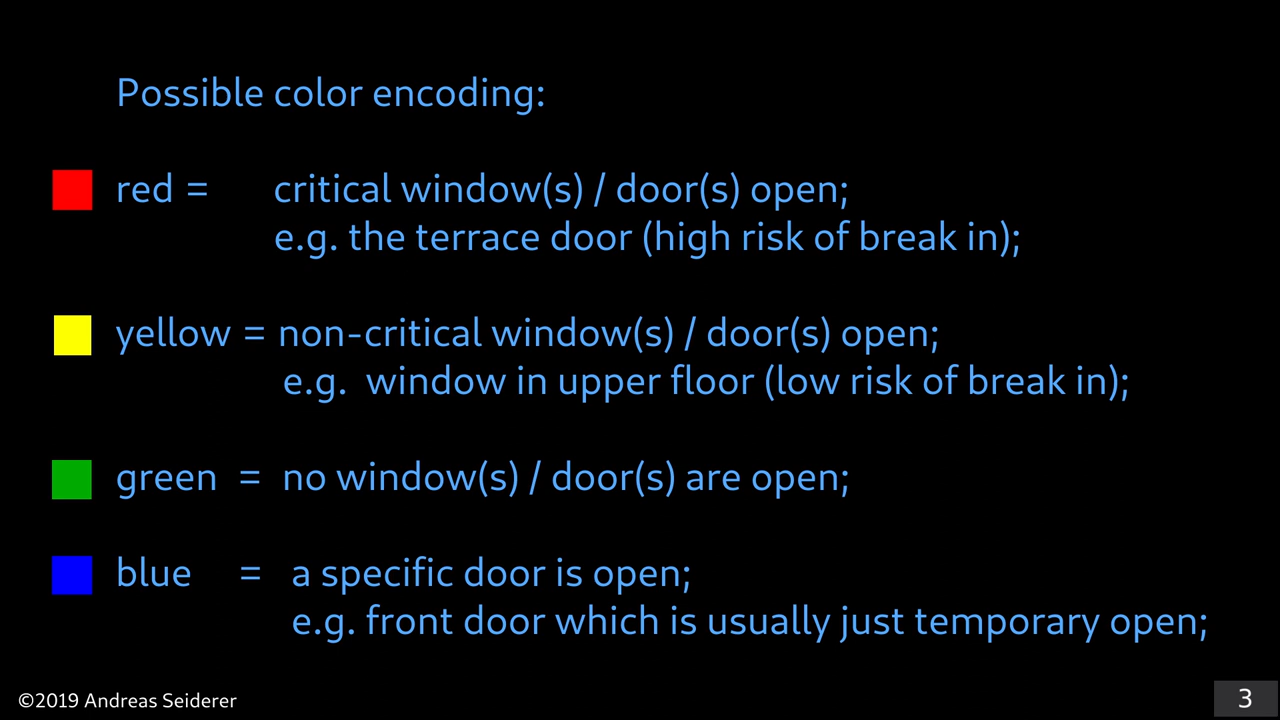 Possible color encoding:
red = critical window(s) / door(s) open;
e.g. the terrace door (high risk of break in);
yellow = non-critical window(s) / door(s) open;
e.g. window in upper floor (low risk of break in);
green = no window(s) / door(s) are open;
blue = a specific door is open;
e.g. front door which is usually just temporary open;
©2019 Andreas Seiderer
3